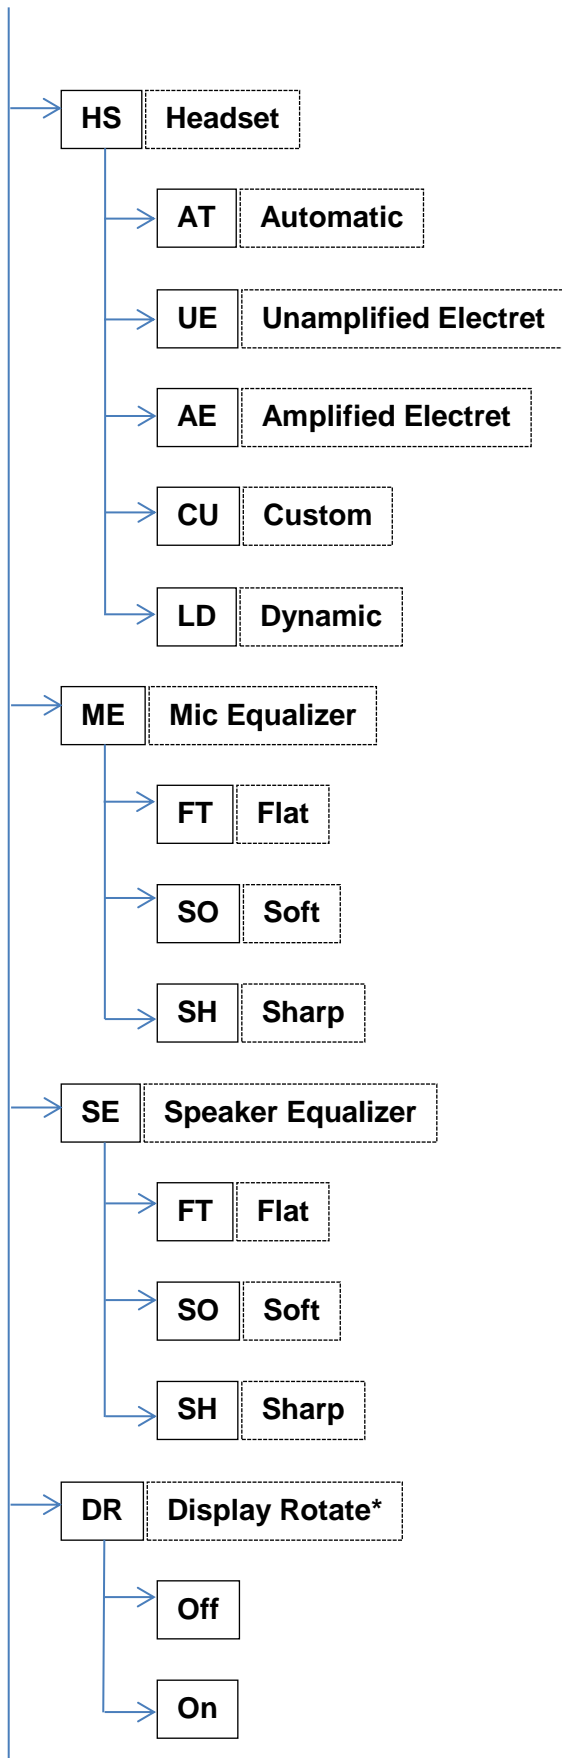 HS Headset
AT Automatic
UE Unamplified Electret
AE Amplified Electret
CU Custom
LD Dynamic
ME Mic Equalizer
FT Flat
SO Soft
SH Sharp
SE Speaker Equalizer
FT Flat
SO Soft
SH Sharp
DR Display Rotate*
Off
On